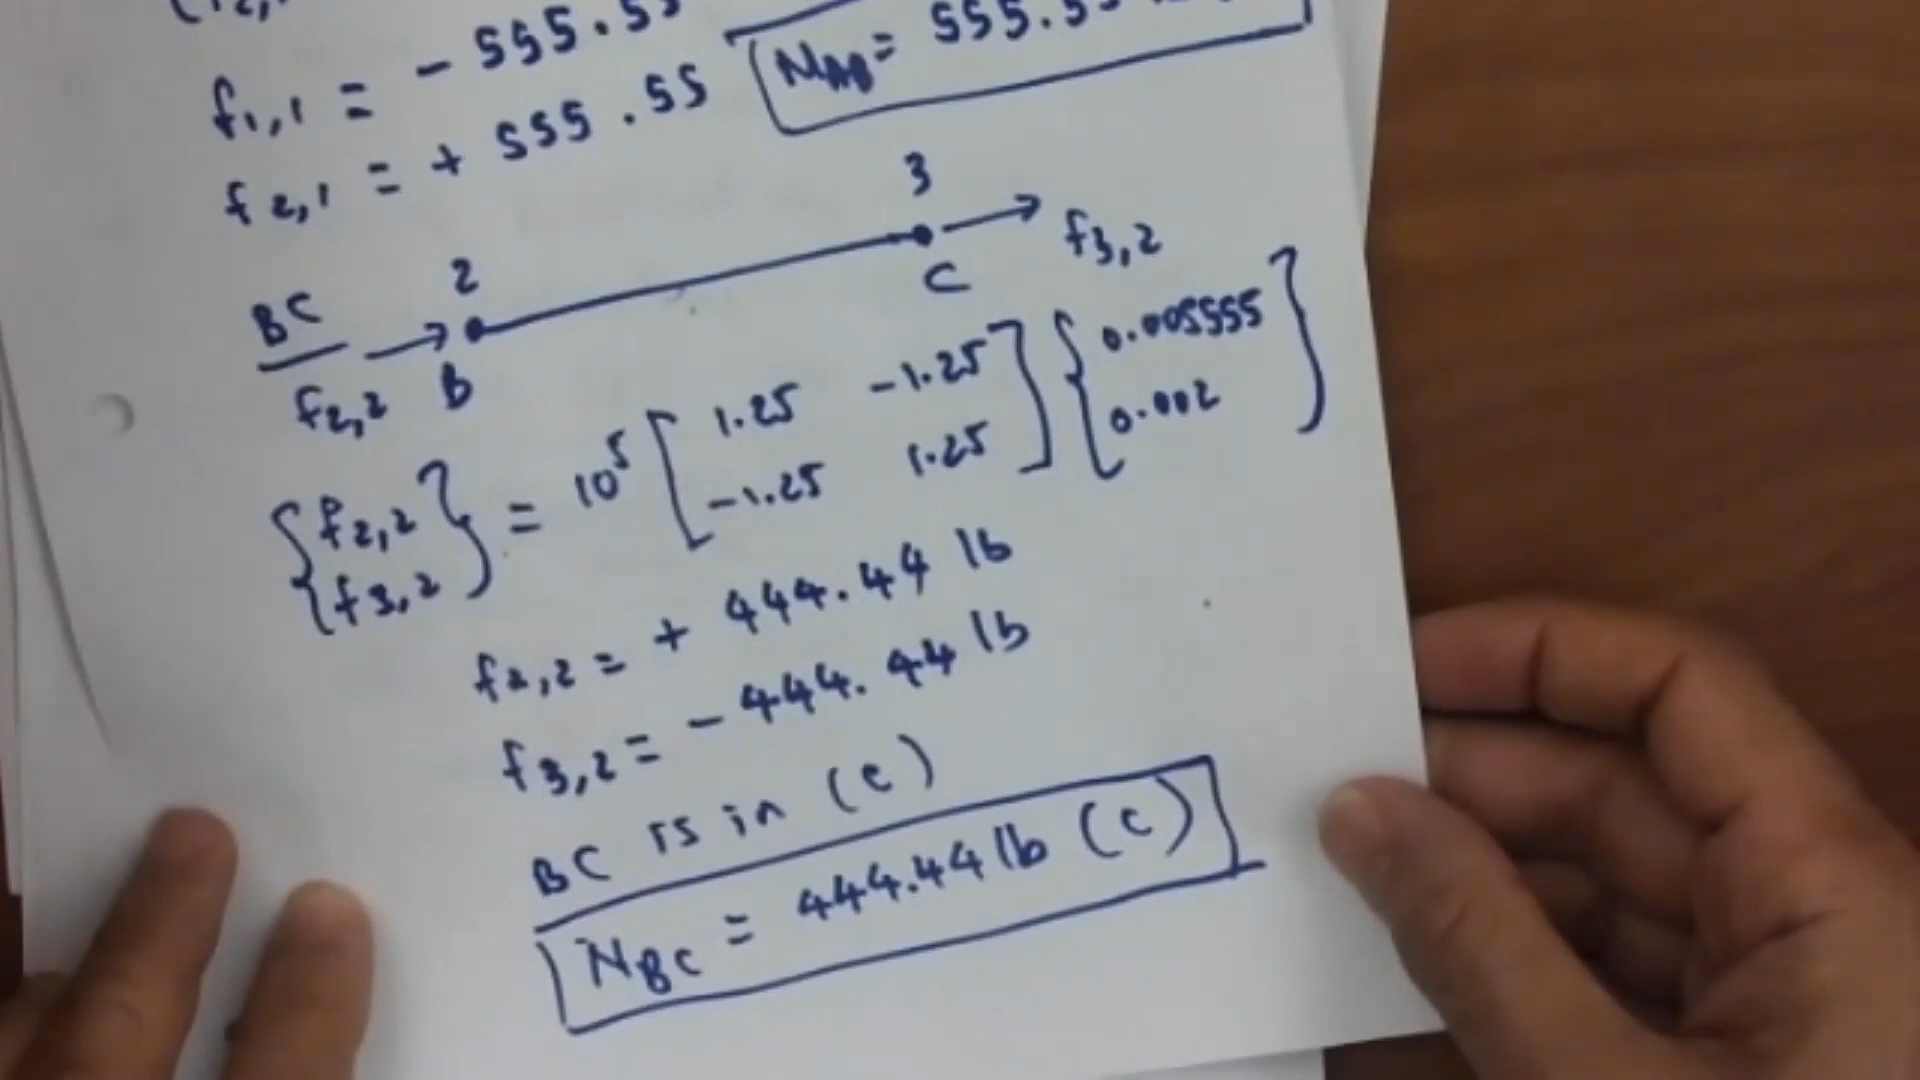 f1,1 = - 555.55
f2,1 = + 555.55
NAB = 555.55
BC
2
3
B
C
f2,2
f3,2
{f2,2
f3,2} = 10^5 [1.25 -1.25
-1.25 1.25] {0.005555
0.002}
f2,2 = + 444.44 lb
f3,2 = - 444.44 lb
BC is in (c)
NBC = 444.44 lb (c)